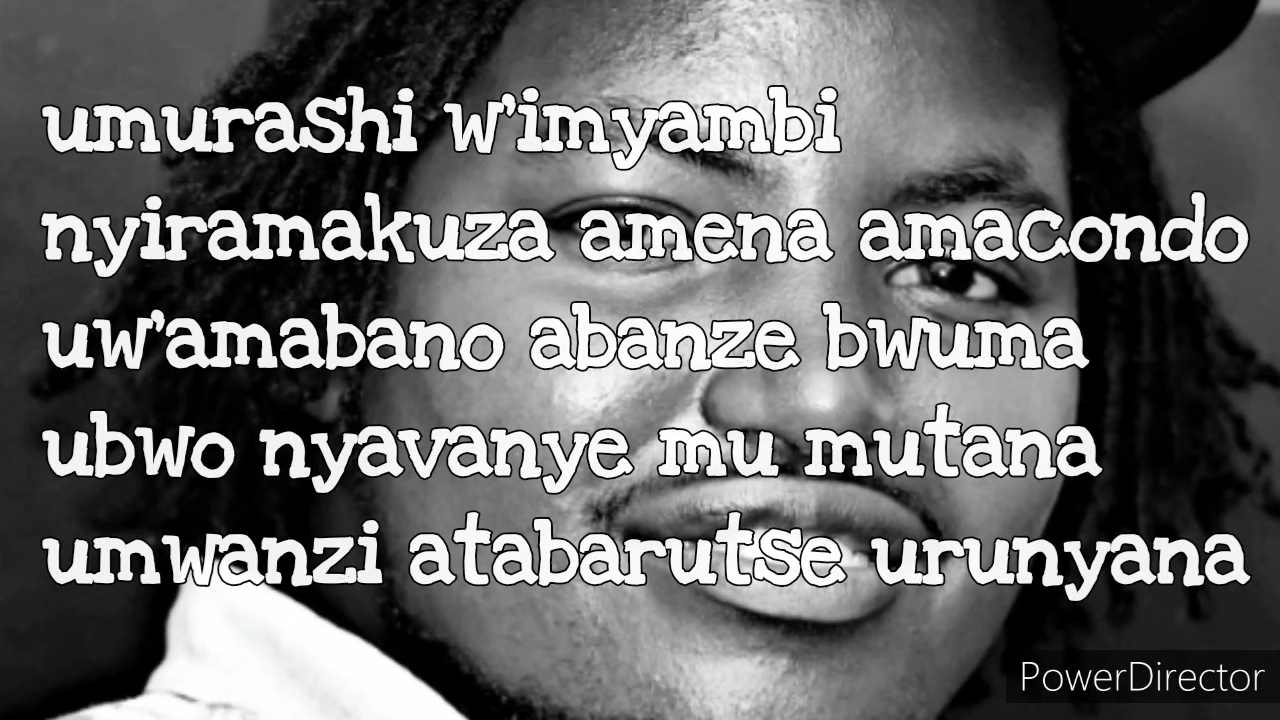 umurashi w'imyambi
nyiramakuza amena amacondo
uw'amabano abanze bwuma
ubwo nyavanye mu mutana
umwanzi atabarutse urunyana
PowerDirector